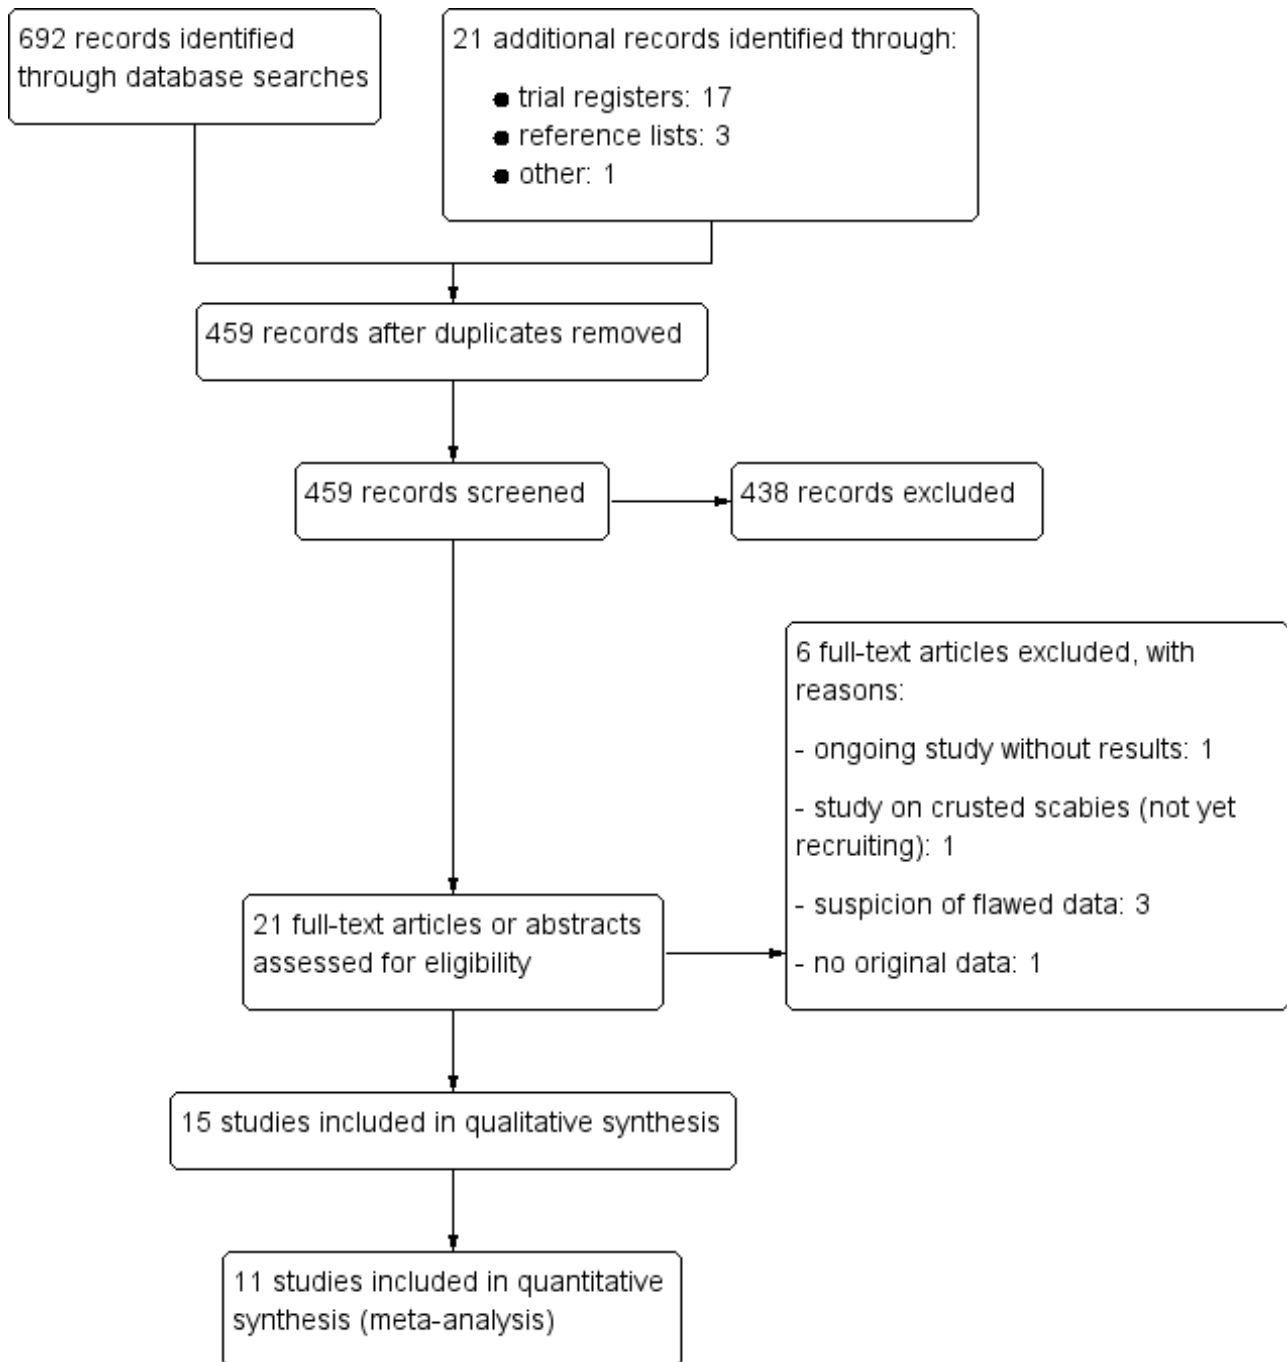 692 records identified
through database searches
21 additional records identified through:
● trial registers: 17
● reference lists: 3
● other: 1
459 records after duplicates removed
459 records screened
438 records excluded
6 full-text articles excluded, with
reasons:
- ongoing study without results: 1
- study on crusted scabies (not yet
recruiting): 1
- suspicion of flawed data: 3
- no original data: 1
21 full-text articles or abstracts
assessed for eligibility
15 studies included in qualitative synthesis
11 studies included in quantitative
synthesis (meta-analysis)